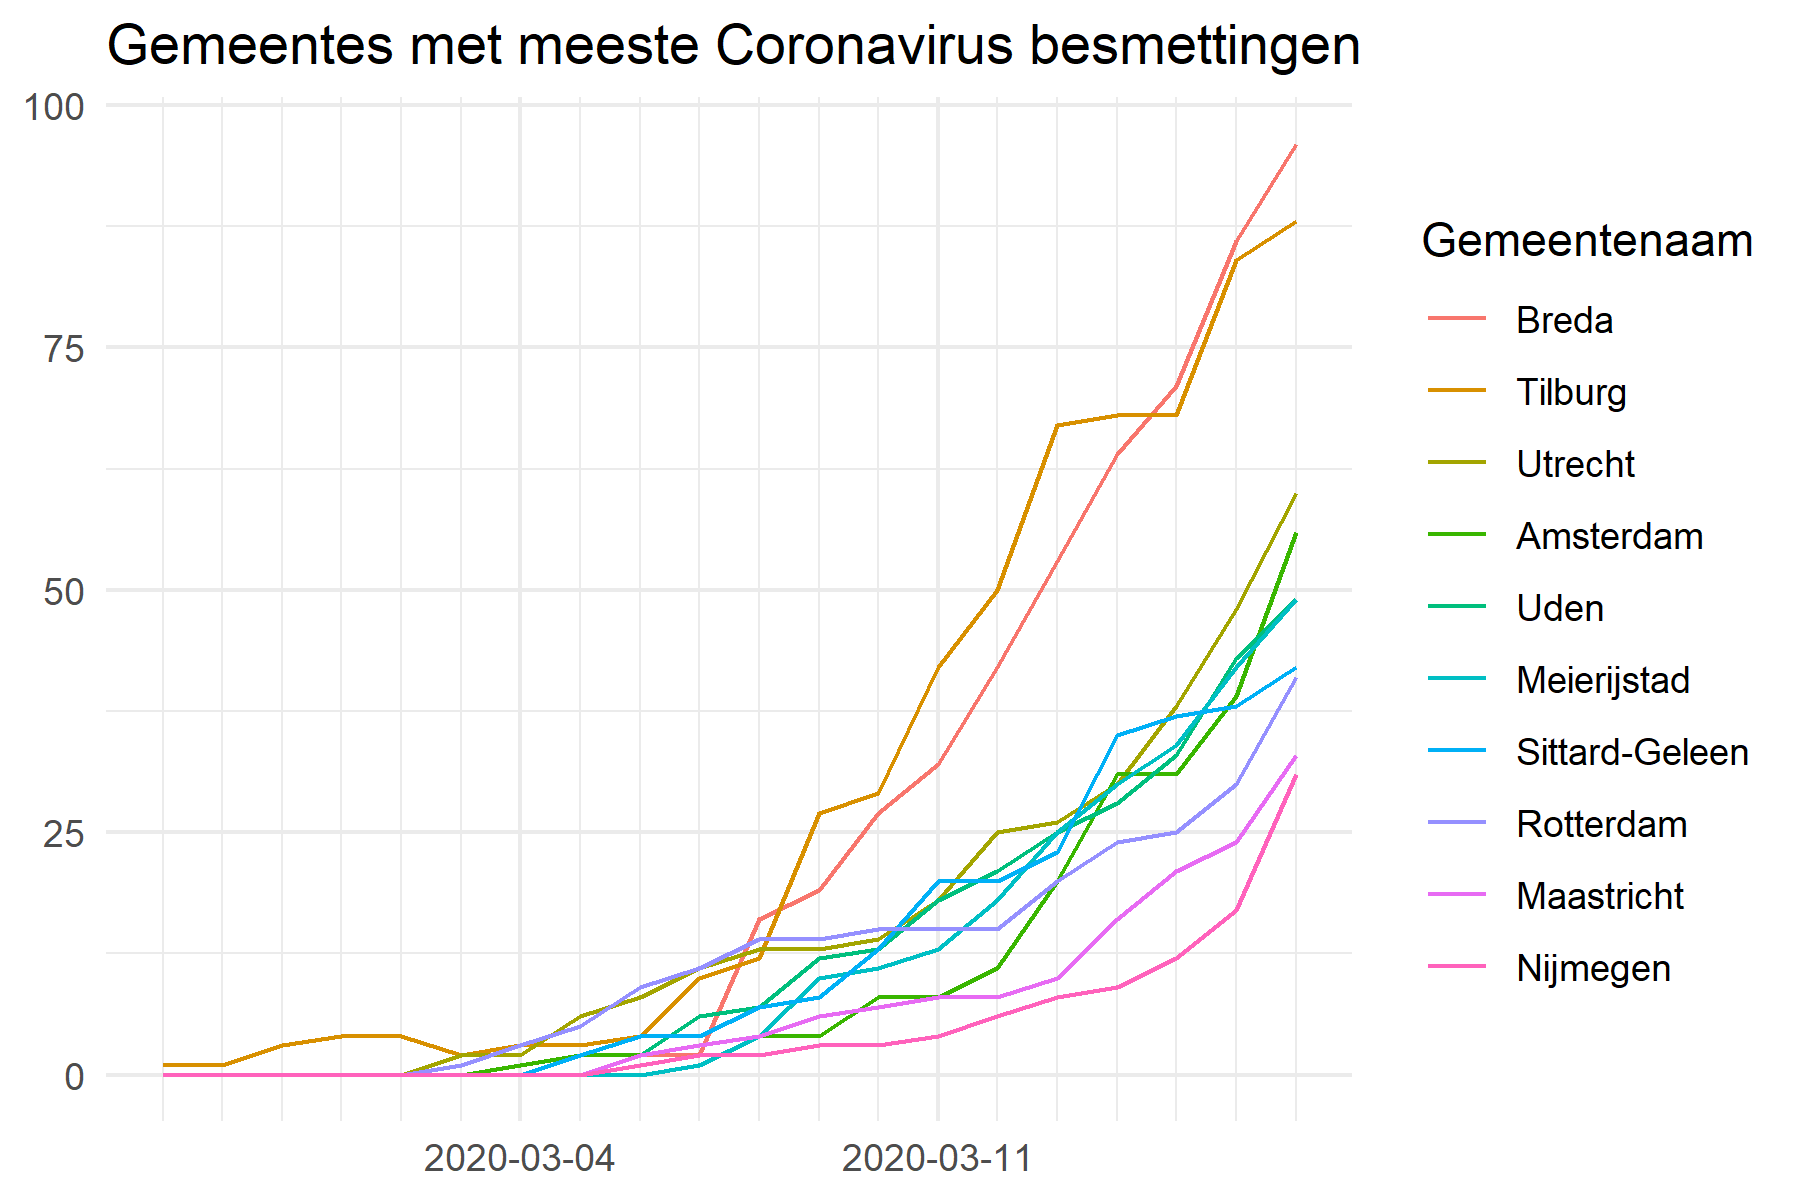 Gemeentes met meeste Coronavirus besmettingen
100
75
50
25
0
2020-03-04
2020-03-11
Gemeentenaam
Breda
Tilburg
Utrecht
Amsterdam
Uden
Meierijstad
Sittard-Geleen
Rotterdam
Maastricht
Nijmegen